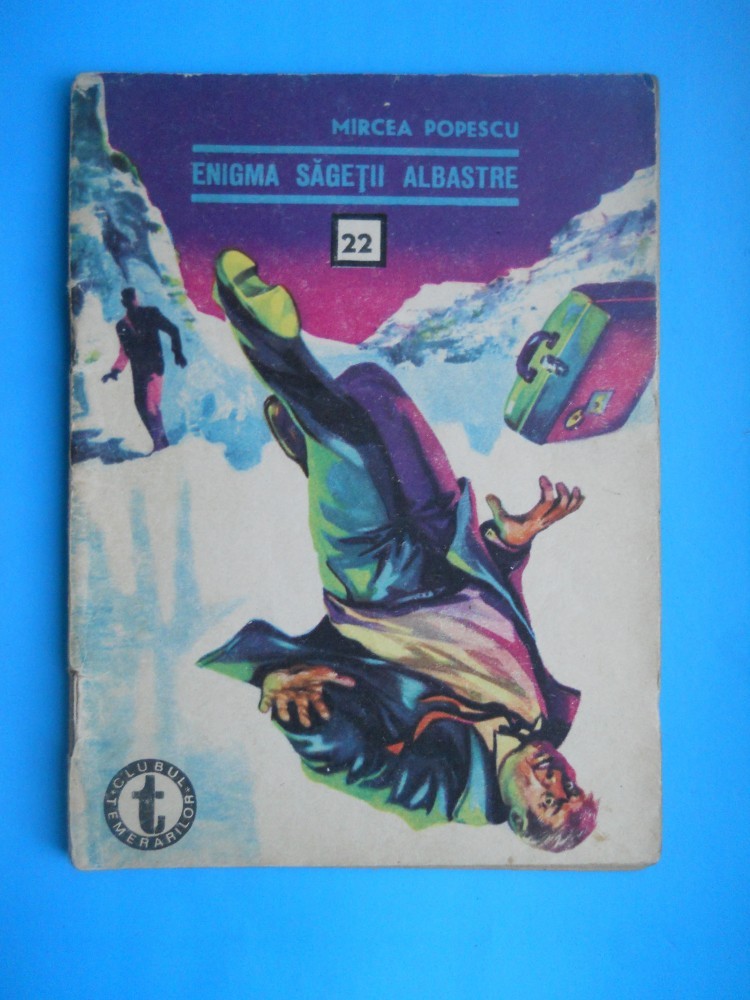 MIRCEA POPESCU
ENIGMA SĂGEȚII ALBASTRE
22
CLUBUL
t
TEMERARILOR